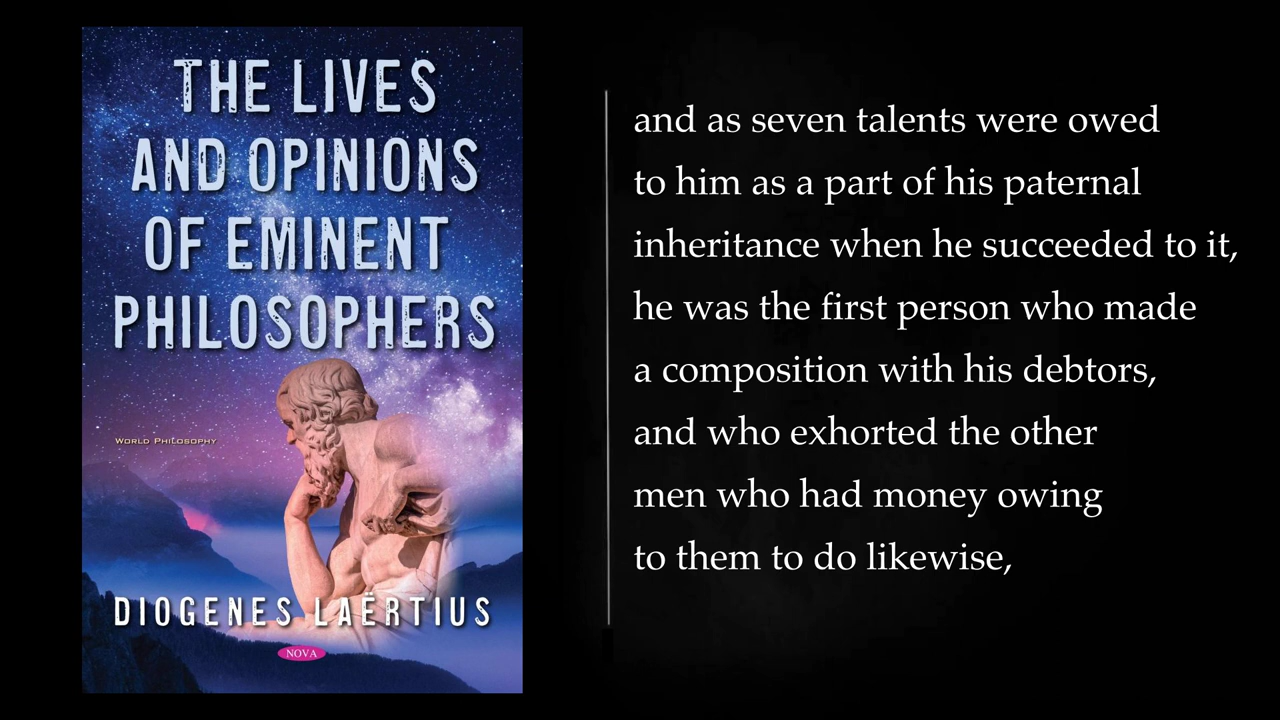 THE LIVES
AND OPINIONS
OF EMINENT
PHILOSOPHERS
WORLD PHILOSOPHY
DIOGENES LAËRTIUS
NOVA
and as seven talents were owed
to him as a part of his paternal
inheritance when he succeeded to it,
he was the first person who made
a composition with his debtors,
and who exhorted the other
men who had money owing
to them to do likewise,